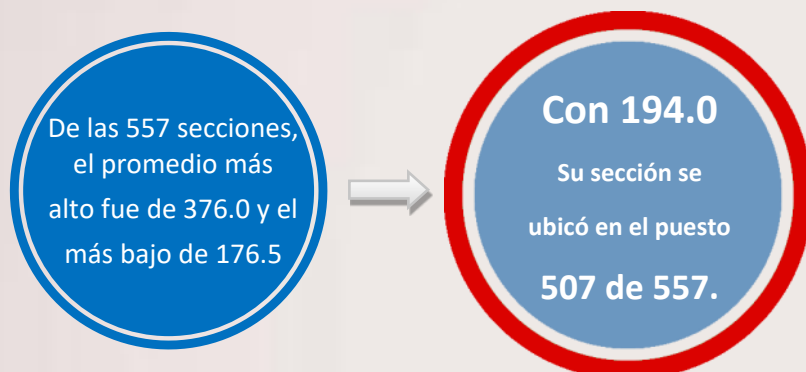 De las 557 secciones,
el promedio más
alto fue de 376.0 y el
más bajo de 176.5
Con 194.0
Su sección se
ubicó en el puesto
507 de 557.